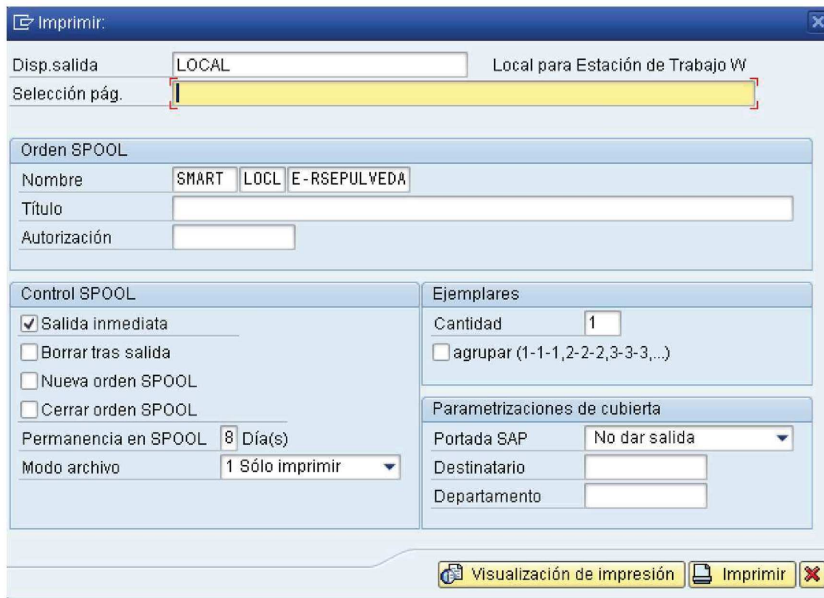 Imprimir:
Disp.salida LOCAL Local para Estación de Trabajo W
Selección pág.
Orden SPOOL
Nombre SMART LOCL E-RSEPULVEDA
Título
Autorización
Control SPOOL
Salida inmediata
Borrar tras salida
Nueva orden SPOOL
Cerrar orden SPOOL
Permanencia en SPOOL 8 Día(s)
Modo archivo 1 Sólo imprimir
Ejemplares
Cantidad 1
agrupar (1-1-1,2-2-2,3-3-3,...)
Parametrizaciones de cubierta
Portada SAP No dar salida
Destinatario
Departamento
Visualización de impresión Imprimir